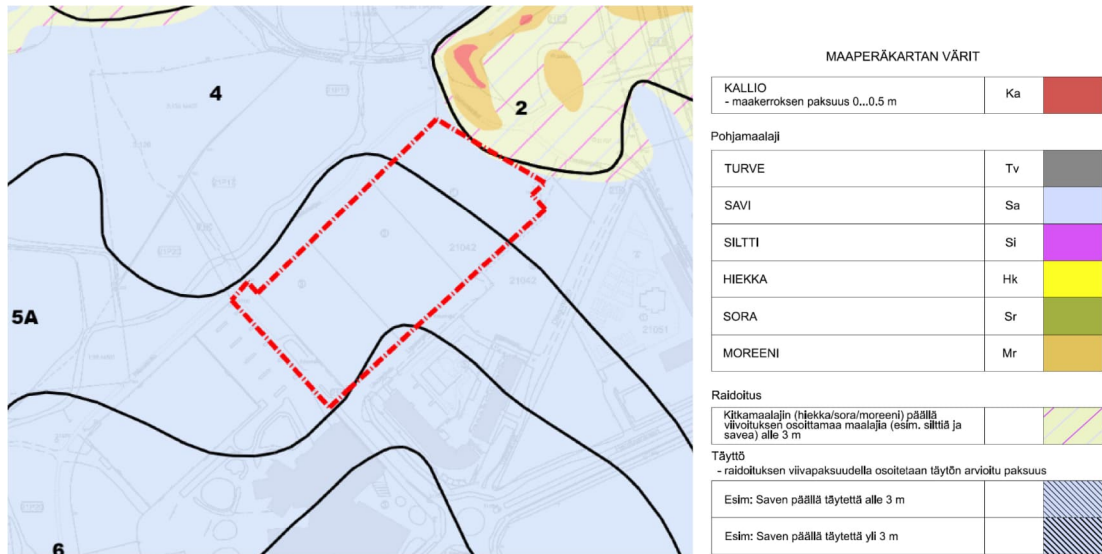 4
2
5A
6
21043
21042
21051
MAAPERÄKARTAN VÄRIT
KALLIO
- maakerroksen paksuus 0...0.5 m
Ka
Pohjamaalaji
TURVE Tv
SAVI Sa
SILTTI Si
HIEKKA Hk
SORA Sr
MOREENI Mr
Raidoitus
Kitkamaalajin (hiekka/sora/moreeni) päällä
viivoituksen osoittamaa maalajia (esim. silttiä ja
savea) alle 3 m
Täyttö
- raidoituksen viivapaksuudella osoitetaan täytön arvioitu paksuus
Esim: Saven päällä täytettä alle 3 m
Esim: Saven päällä täytettä yli 3 m